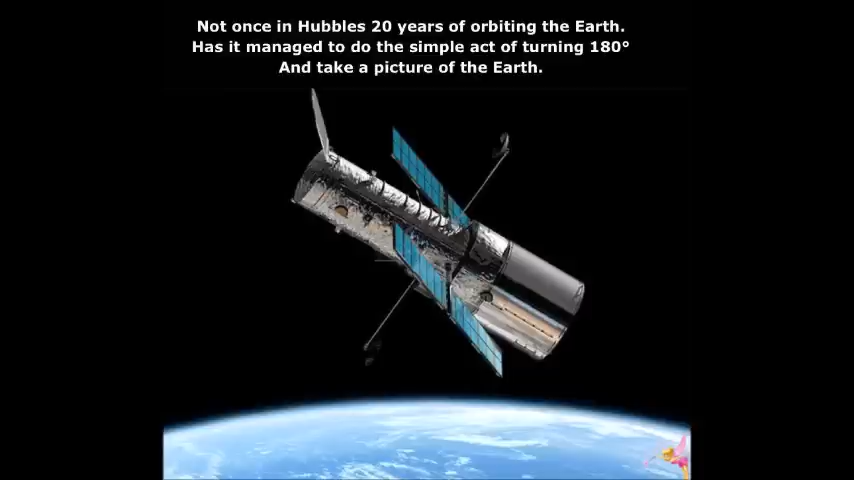 Not once in Hubbles 20 years of orbiting the Earth.
Has it managed to do the simple act of turning 180°
And take a picture of the Earth.